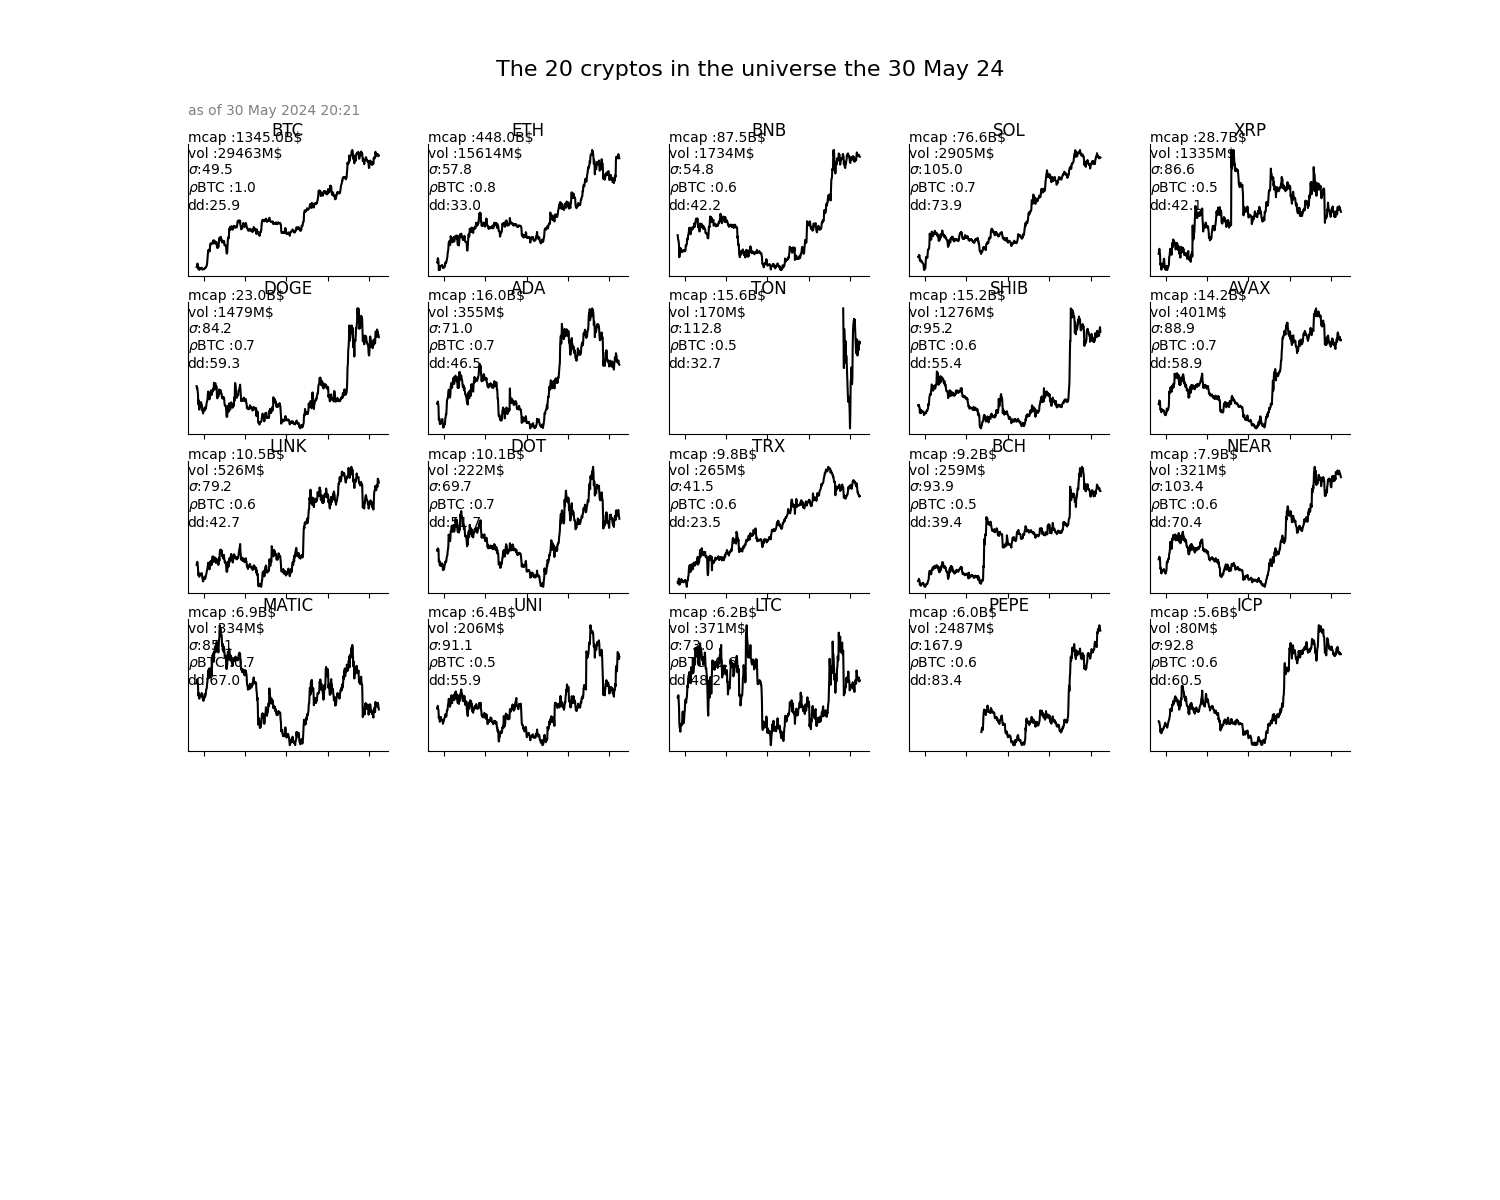 The 20 cryptos in the universe the 30 May 24
as of 30 May 2024 20:21
BTC
mcap :1345.0B$
vol :29463M$
σ:49.5
ρBTC :1.0
dd:25.9
ETH
mcap :448.0B$
vol :15614M$
σ:57.8
ρBTC :0.8
dd:33.0
BNB
mcap :87.5B$
vol :1734M$
σ:54.8
ρBTC :0.6
dd:42.2
SOL
mcap :76.6B$
vol :2905M$
σ:105.0
ρBTC :0.7
dd:73.9
XRP
mcap :28.7B$
vol :1335M$
σ:86.6
ρBTC :0.5
dd:42.1
DOGE
mcap :23.0B$
vol :1479M$
σ:84.2
ρBTC :0.7
dd:59.3
ADA
mcap :16.0B$
vol :355M$
σ:71.0
ρBTC :0.7
dd:46.5
TON
mcap :15.6B$
vol :170M$
σ:112.8
ρBTC :0.5
dd:32.7
SHIB
mcap :15.2B$
vol :1276M$
σ:95.2
ρBTC :0.6
dd:55.4
AVAX
mcap :14.2B$
vol :401M$
σ:88.9
ρBTC :0.7
dd:58.9
LINK
mcap :10.5B$
vol :526M$
σ:79.2
ρBTC :0.6
dd:42.7
DOT
mcap :10.1B$
vol :222M$
σ:69.7
ρBTC :0.7
TRX
mcap :9.8B$
vol :265M$
σ:41.5
ρBTC :0.6
dd:23.5
BCH
mcap :9.2B$
vol :259M$
σ:93.9
ρBTC :0.5
dd:39.4
NEAR
mcap :7.9B$
vol :321M$
σ:103.4
ρBTC :0.6
dd:70.4
MATIC
mcap :6.9B$
vol :334M$
dd:67.0
UNI
mcap :6.4B$
vol :206M$
σ:91.1
ρBTC :0.5
dd:55.9
LTC
mcap :6.2B$
vol :371M$
σ:73.0
dd:48.2
PEPE
mcap :6.0B$
vol :2487M$
σ:167.9
ρBTC :0.6
dd:83.4
ICP
mcap :5.6B$
vol :80M$
σ:92.8
ρBTC :0.6
dd:60.5